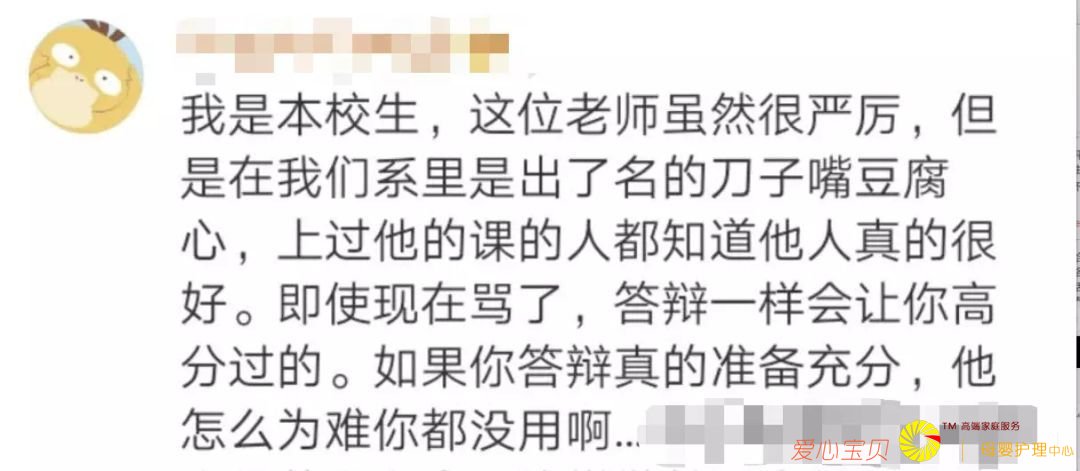 我是本校生，这位老师虽然很严厉，但
是在我们系里是出了名的刀子嘴豆腐
心，上过他的课的人都知道他人真的很
好。即使现在骂了，答辩一样会让你高
分过的。如果你答辩真的准备充分，他
怎么为难你都没用啊...
爱心宝贝
TM 高端家庭服务
母婴护理中心